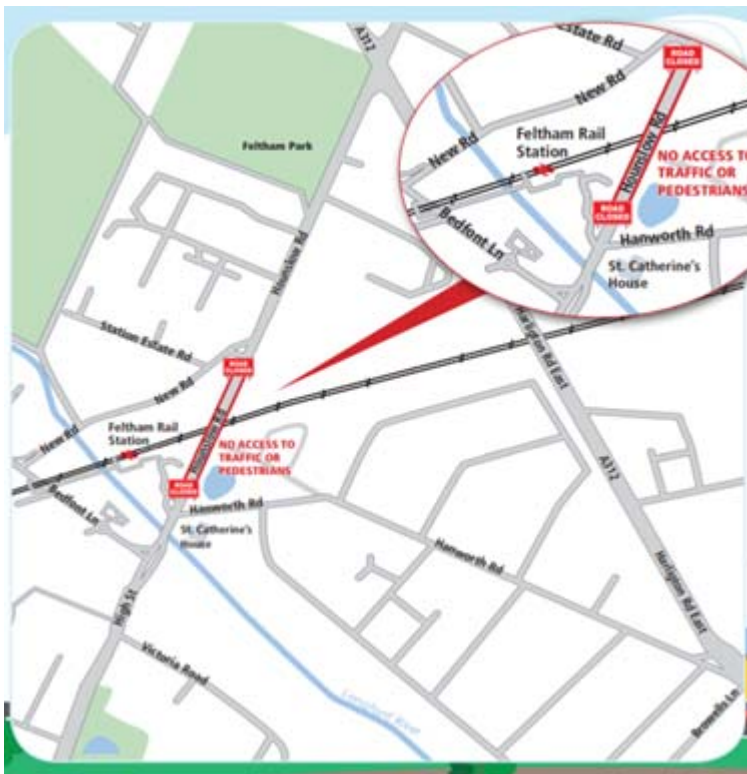 A312
Estate Rd
ROAD
CLOSED
New Rd
Feltham Rail
Station
New Rd
Hounslow Rd
NO ACCESS TO
TRAFFIC OR
PEDESTRIANS
ROAD
CLOSED
Bedfont Ln
Hanworth Rd
St. Catherine's
House
Feltham Park
Hounslow Rd
Harlington Rd East
Station Estate Rd
ROAD
CLOSED
New Rd
Hounslow Rd
Feltham Rail
Station
New Rd
NO ACCESS TO
TRAFFIC OR
PEDESTRIANS
A312
ROAD
CLOSED
Bedfont Ln
Hanworth Rd
St. Catherine's
House
Hanworth Rd
Harlington Rd East
High St
Victoria Road
Longford River
Browells Ln